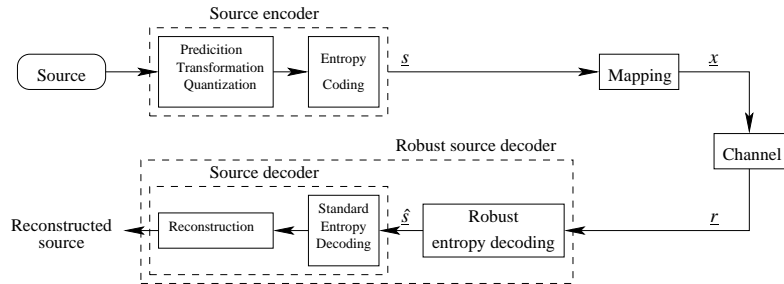 Source encoder
Source
Predicition
Transformation
Quantization
Entropy
Coding
s
Mapping
x
Channel
Robust source decoder
Source decoder
Reconstructed
source
Reconstruction
Standard
Entropy
Decoding
ŝ
Robust
entropy decoding
r